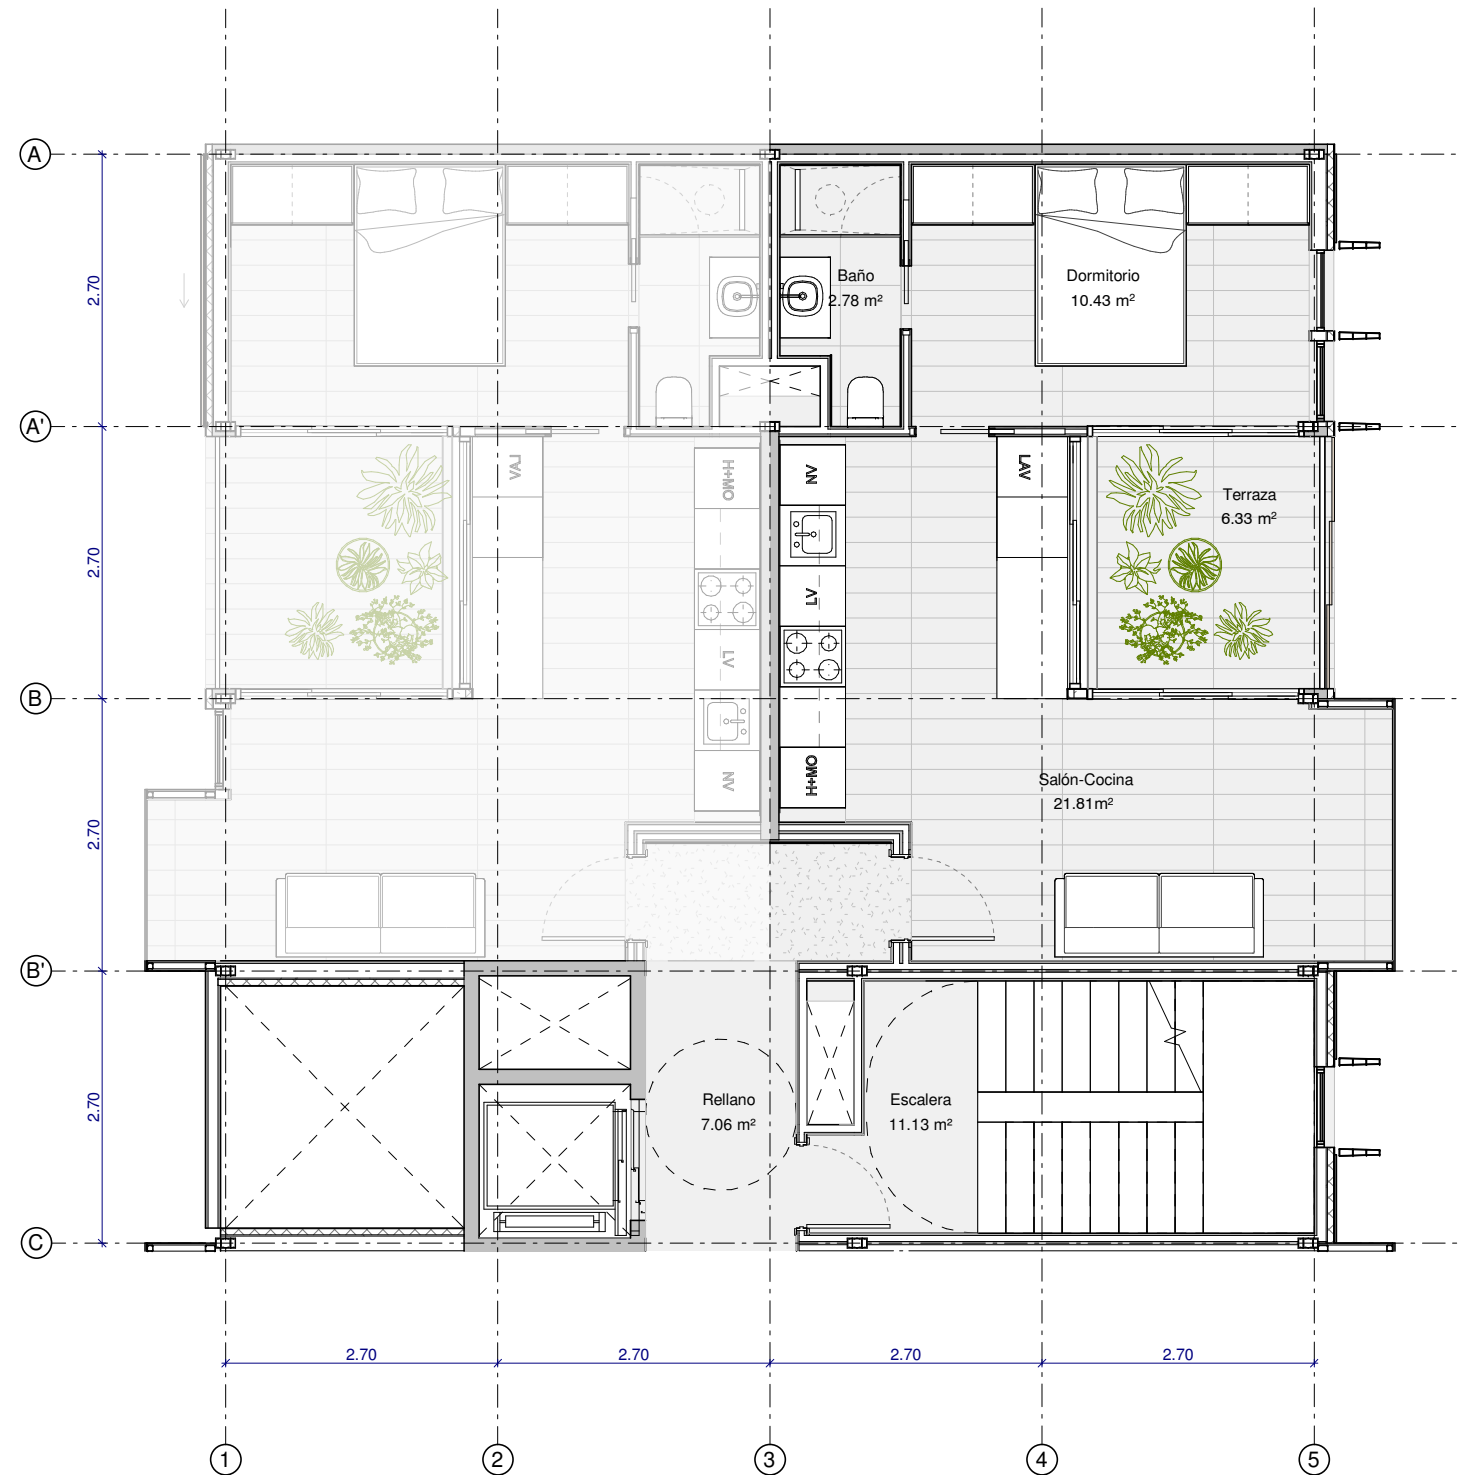 A
Baño
2.78 m²
Dormitorio
10.43 m²
2.70
A'
LAV
H+MO
NV
LAV
Terraza
6.33 m²
2.70
LV
LV
B
NV
H+MO
Salón-Cocina
21.81m²
2.70
B'
Rellano
7.06 m²
Escalera
11.13 m²
2.70
C
2.70
2.70
2.70
2.70
1
2
3
4
5